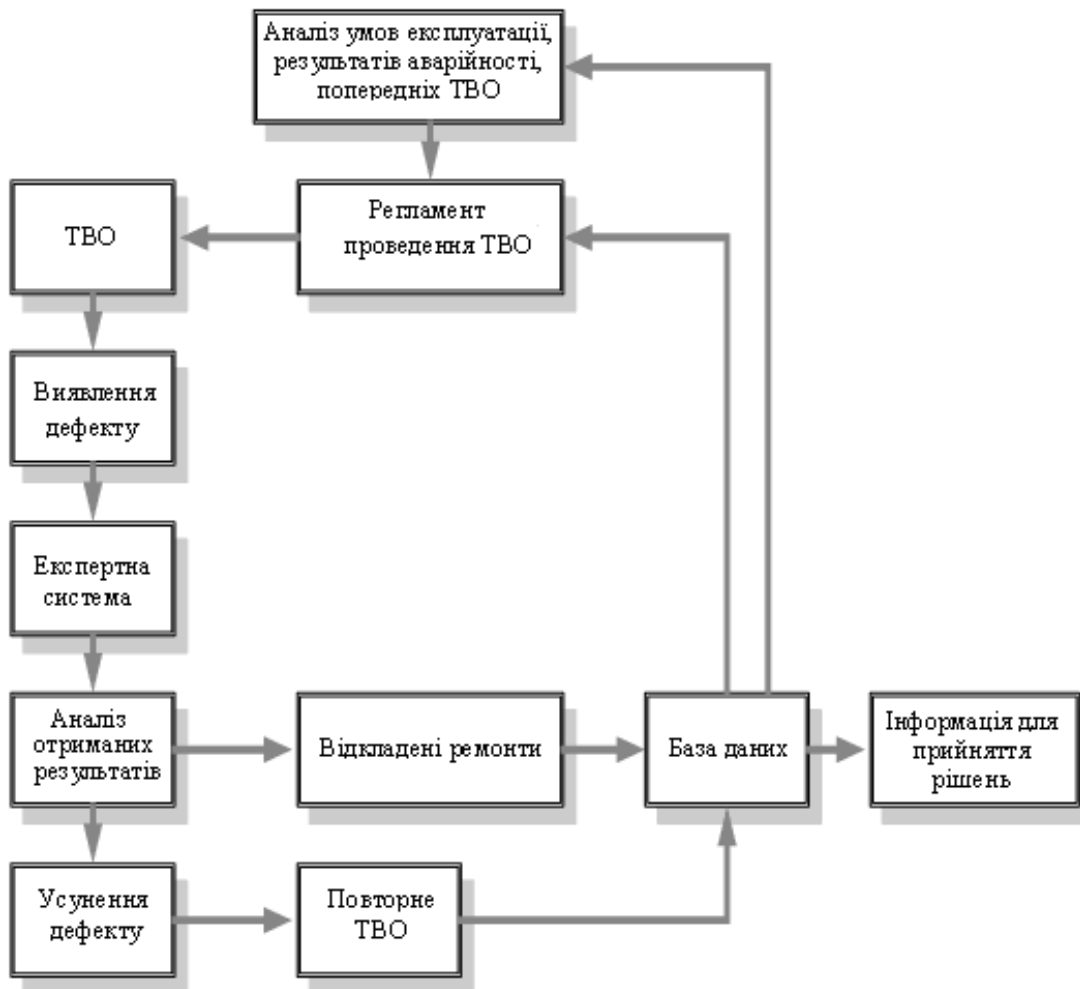 Аналіз умов експлуатації,
результатів аварійності,
попередніх ТВО
Регламент
проведення ТВО
ТВО
Виявлення
дефекту
Експертна
система
Аналіз
отриманих
результатів
Відкладені ремонти
База даних
Інформація для
прийняття
рішень
Усунення
дефекту
Повторне
ТВО